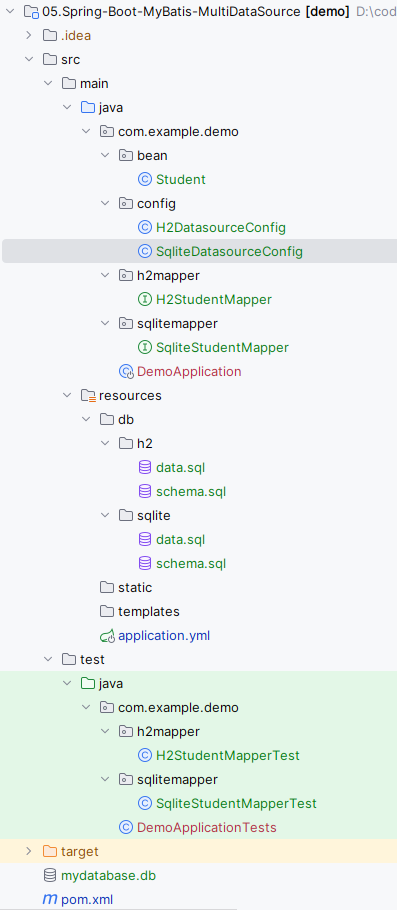 05.Spring-Boot-MyBatis-MultiDataSource [demo] D:\cod
.idea
src
main
java
com.example.demo
bean
Student
config
H2DatasourceConfig
SqliteDatasourceConfig
h2mapper
H2StudentMapper
sqlitemapper
SqliteStudentMapper
DemoApplication
resources
db
h2
data.sql
schema.sql
sqlite
data.sql
schema.sql
static
templates
application.yml
test
java
com.example.demo
h2mapper
H2StudentMapperTest
sqlitemapper
SqliteStudentMapperTest
DemoApplicationTests
target
mydatabase.db
pom.xml